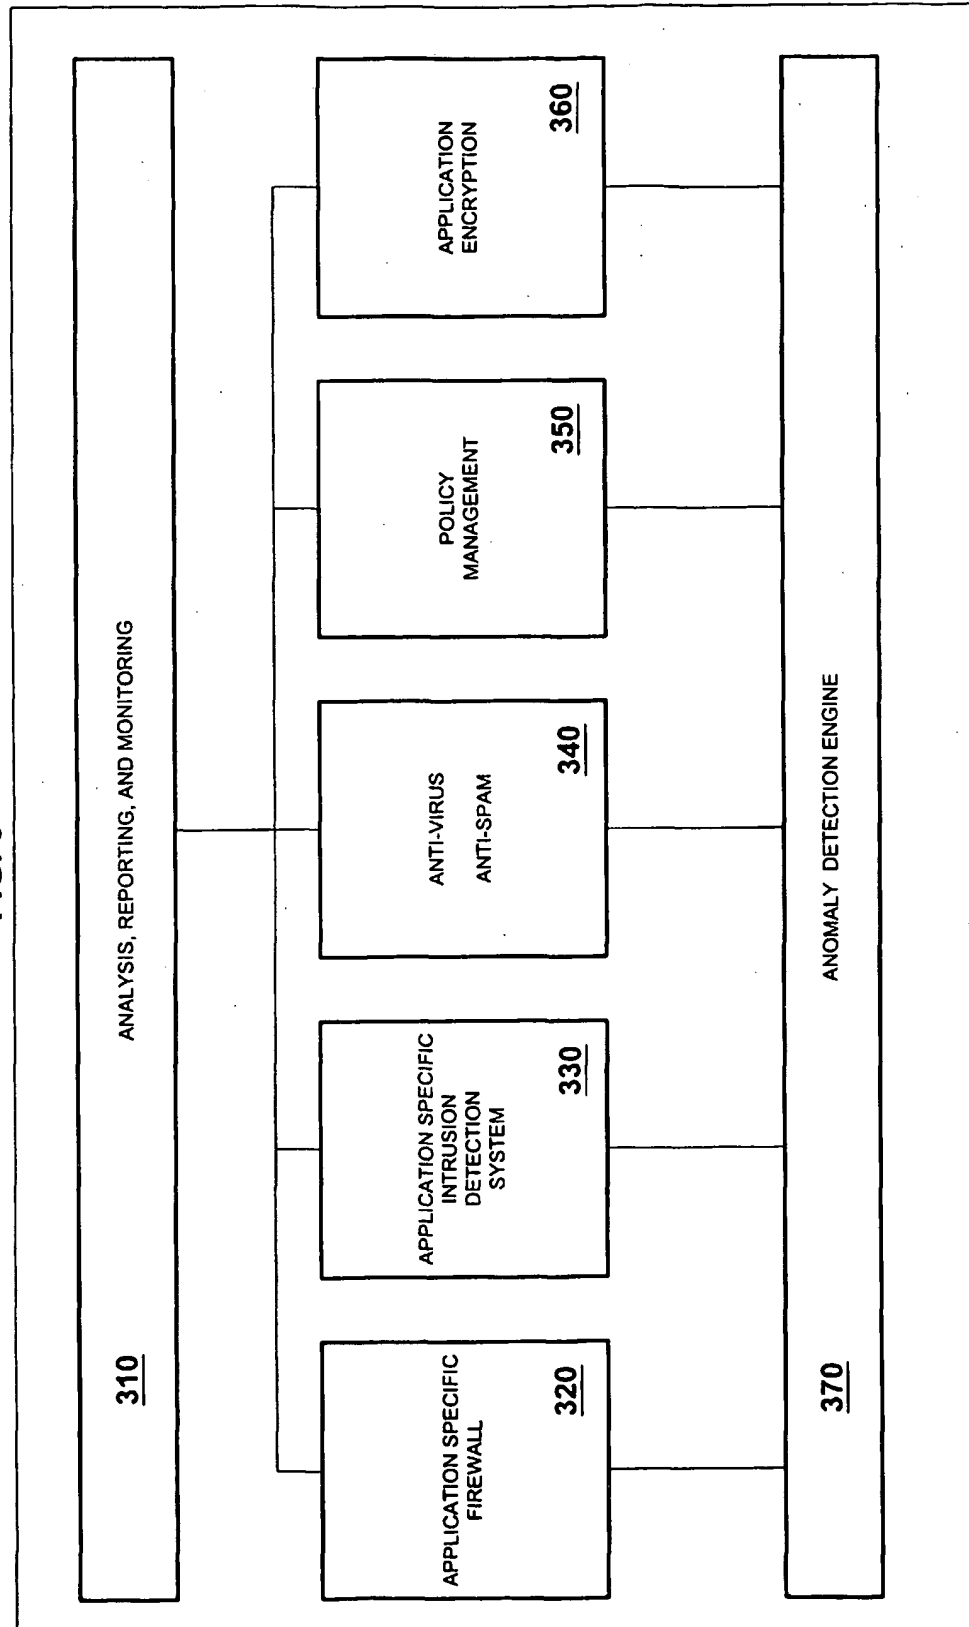 ANALYSIS, REPORTING, AND MONITORING
310
APPLICATION SPECIFIC
FIREWALL
320
APPLICATION SPECIFIC
INTRUSION
DETECTION
SYSTEM
330
ANTI-VIRUS
ANTI-SPAM
340
POLICY
MANAGEMENT
350
APPLICATION
ENCRYPTION
360
ANOMALY DETECTION ENGINE
370